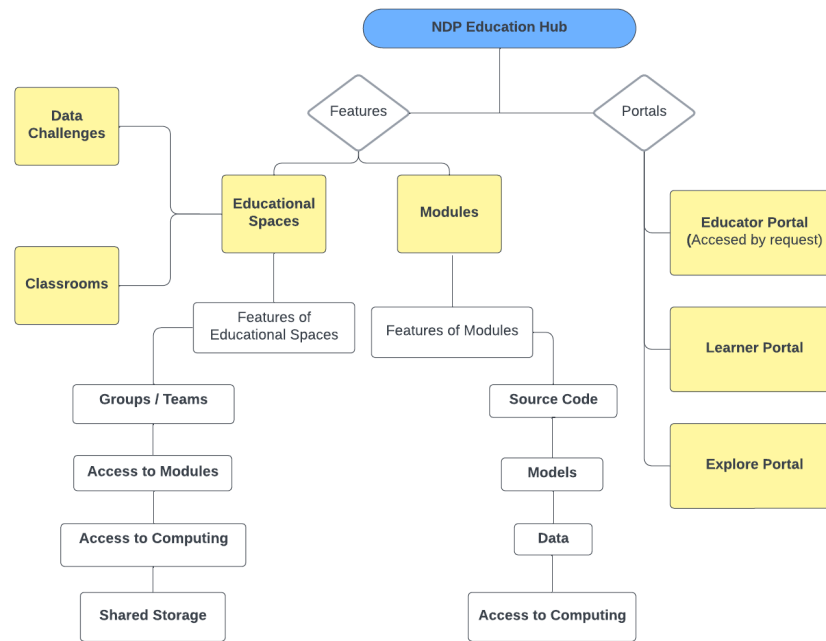 NDP Education Hub
Features
Portals
Data
Challenges
Educational
Spaces
Modules
Educator Portal
(Accesed by request)
Classrooms
Features of
Educational Spaces
Features of Modules
Learner Portal
Groups / Teams
Source Code
Access to Modules
Models
Explore Portal
Access to Computing
Data
Shared Storage
Access to Computing